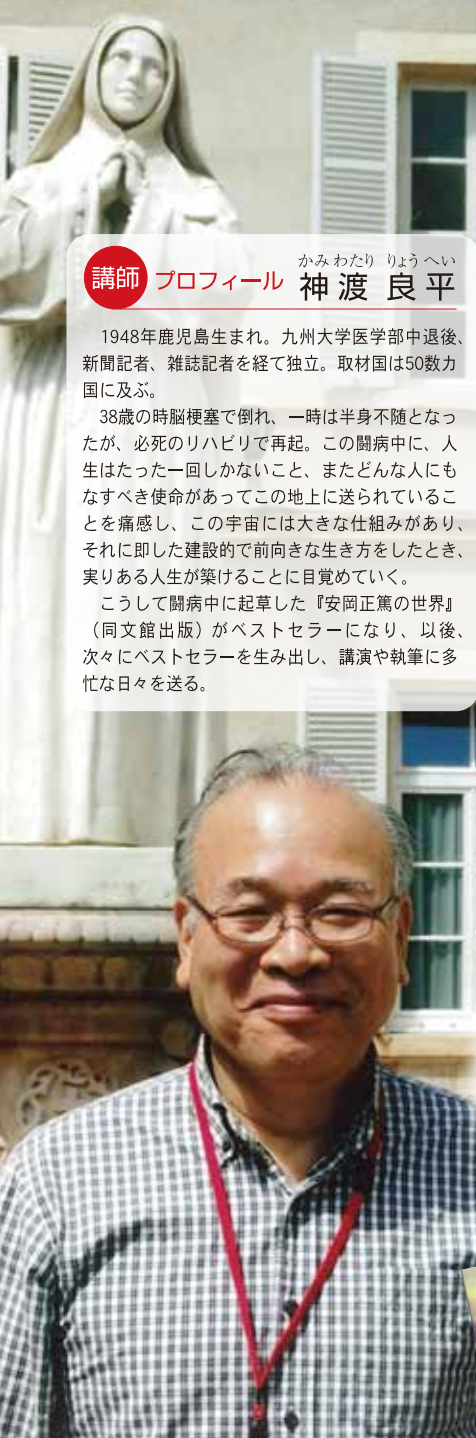 講師 プロフィール 神渡 良平
かみわたり りょうへい
1948年鹿児島生まれ。九州大学医学部中退後、
新聞記者、雑誌記者を経て独立。取材国は50数カ
国に及ぶ。
38歳の時脳梗塞で倒れ、一時は半身不随となっ
たが、必死のリハビリで再起。この闘病中に、人
生はたった一回しかないこと、またどんな人にも
なすべき使命があってこの地上に送られているこ
とを痛感し、この宇宙には大きな仕組みがあり、
それに即した建設的で前向きな生き方をしたとき、
実りある人生が築けることに目覚めていく。
こうして闘病中に起草した『安岡正篤の世界』
（同文館出版）がベストセラーになり、以後、
次々にベストセラーを生み出し、講演や執筆に多
忙な日々を送る。